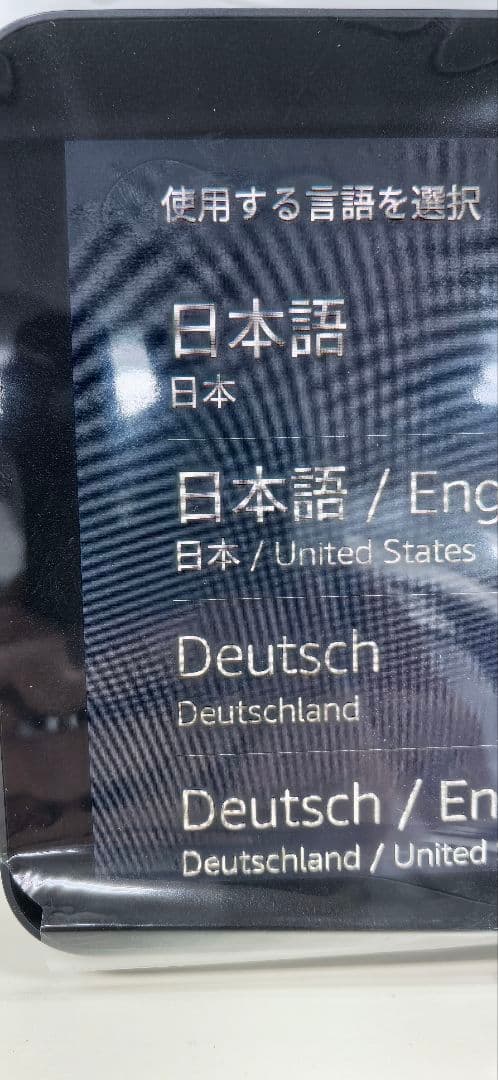 使用する言語を選択
日本語
日本
日本語 / Eng
日本 / United States
Deutsch
Deutschland
Deutsch / En
Deutschland / United